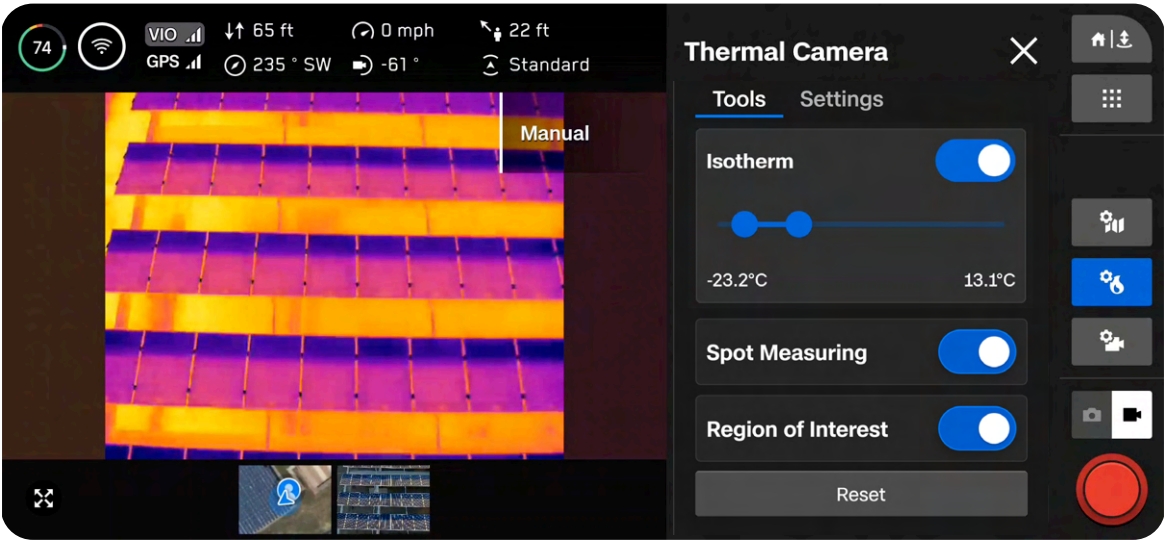 74
VIO
65 ft
0 mph
22 ft
GPS
235 ° SW
-61 °
Standard
Manual
Thermal Camera
Tools
Settings
Isotherm
-23.2°C
13.1°C
Spot Measuring
Region of Interest
Reset